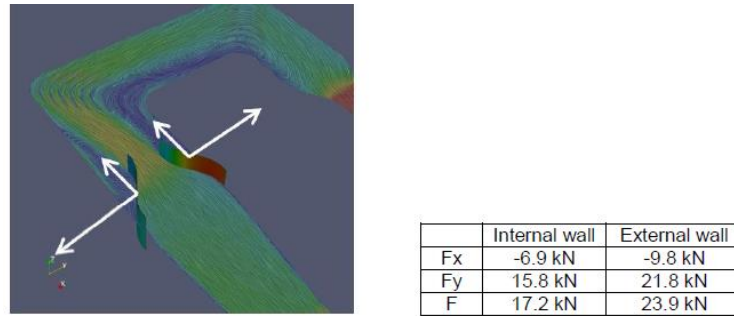 Internal wall External wall
Fx -6.9 kN -9.8 kN
Fy 15.8 kN 21.8 kN
F 17.2 kN 23.9 kN
Z
Y
X